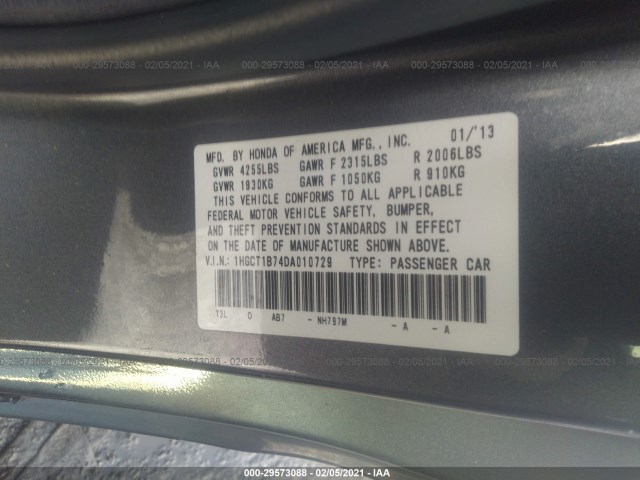 000-29573088 - 02/05/2021 - IAA
000-29573088 - 02/05/2021 - IAA
000-29573088 - 02/05/2021 - IAA
MFD. BY HONDA OF AMERICA MFG., INC. 01/'13
GVWR 4255LBS GAWR F 2315LBS R 2006LBS
GVWR 1930KG GAWR F 1050KG R 910KG
THIS VEHICLE CONFORMS TO ALL APPLICABLE
FEDERAL MOTOR VEHICLE SAFETY, BUMPER,
AND THEFT PREVENTION STANDARDS IN EFFECT
ON THE DATE OF MANUFACTURE SHOWN ABOVE.
V.I.N.: 1HGCT1B74DA010729 TYPE: PASSENGER CAR
T3L D AB7 - NH797M - A - A
000-29573088 - 02/05/2021 - IAA
000-29573088 - 02/05/2021 - IAA
000-29573088 - 02/05/2021 - IAA
000-29573088 - 02/05/2021 - IAA